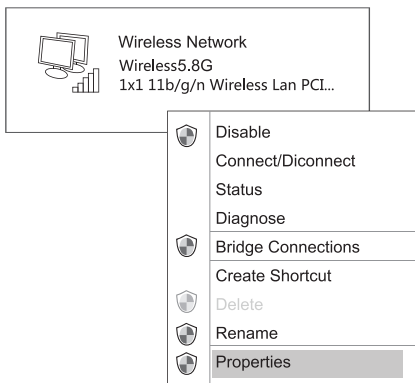 Wireless Network
Wireless5.8G
1x1 11b/g/n Wireless Lan PCI...
Disable
Connect/Diconnect
Status
Diagnose
Bridge Connections
Create Shortcut
Delete
Rename
Properties